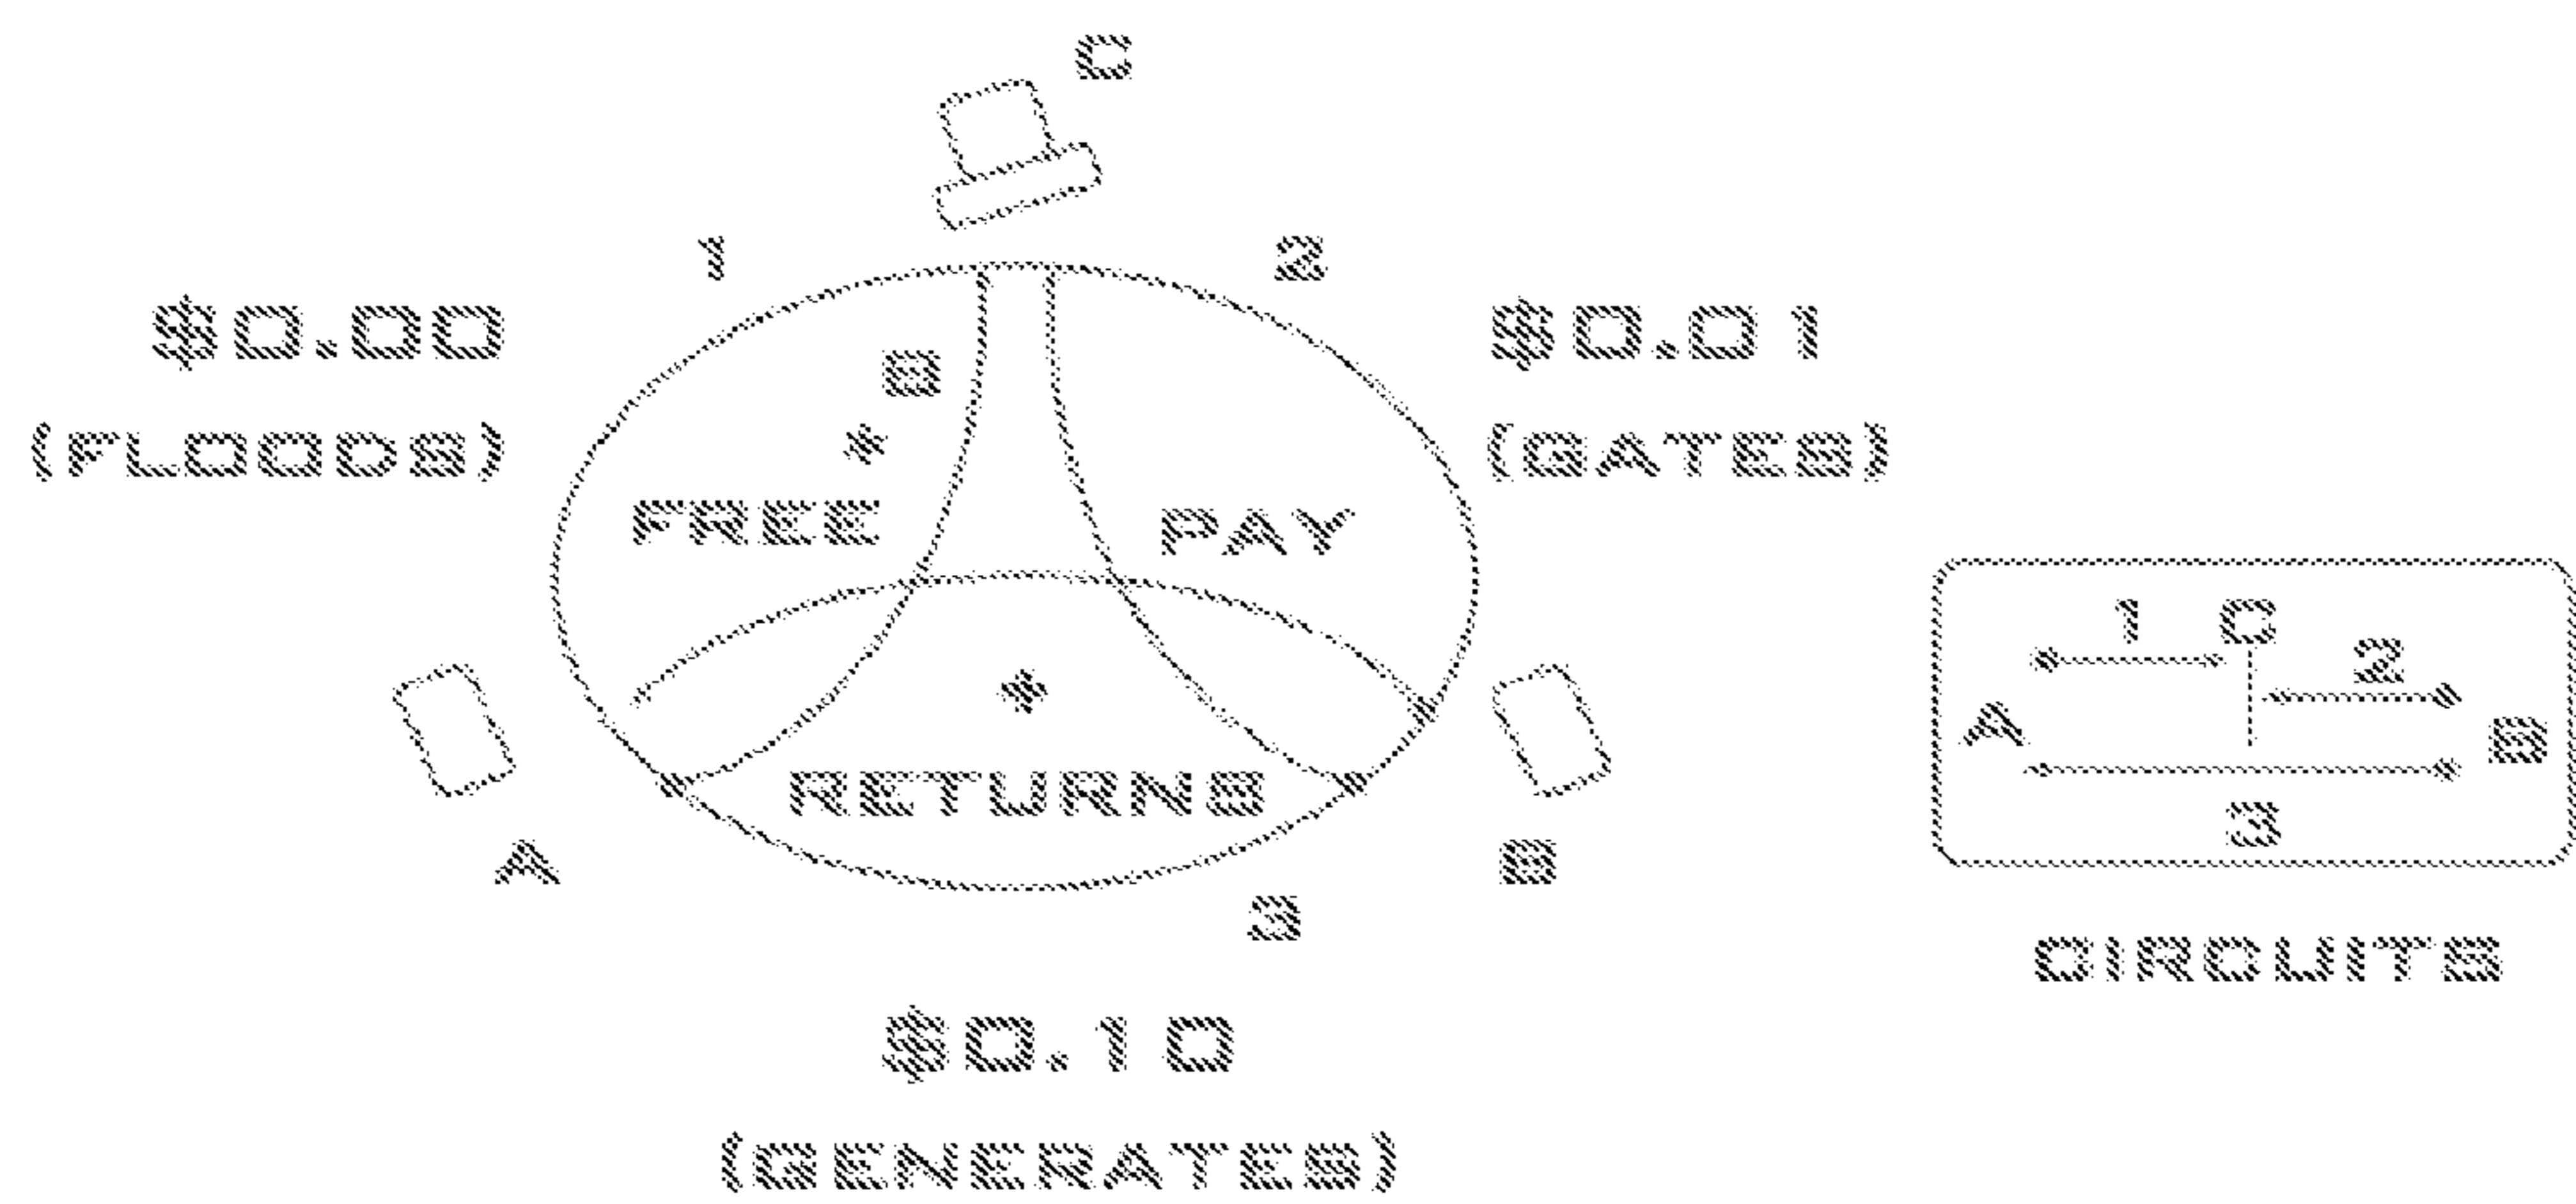 C
1
2
$0.00
$0.01
B
(FLOODS)
(GATES)
*
FREE
PAY
1 C
2
A
B
*
RETURNS
3
A
B
3
CIRCUITS
$0.10
(GENERATES)